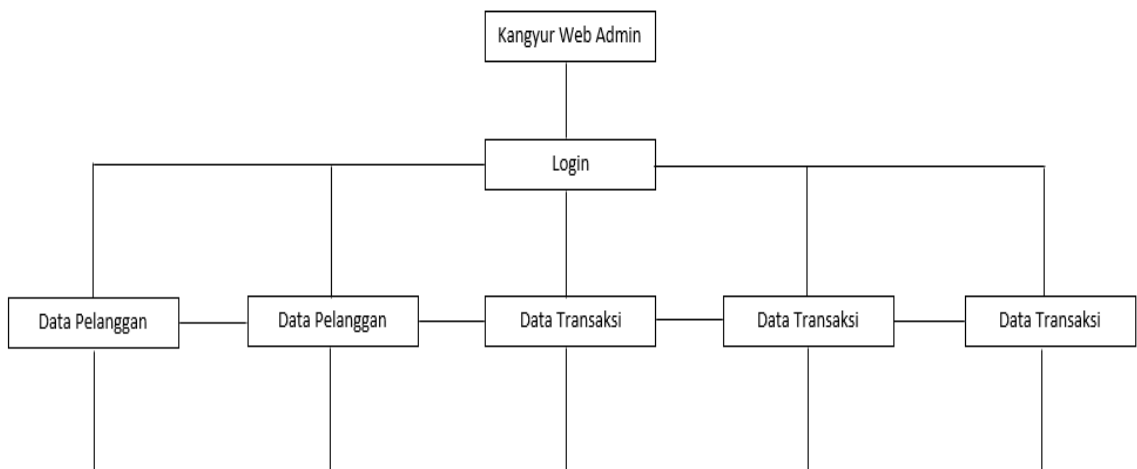 Kangyur Web Admin
Login
Data Pelanggan
Data Pelanggan
Data Transaksi
Data Transaksi
Data Transaksi